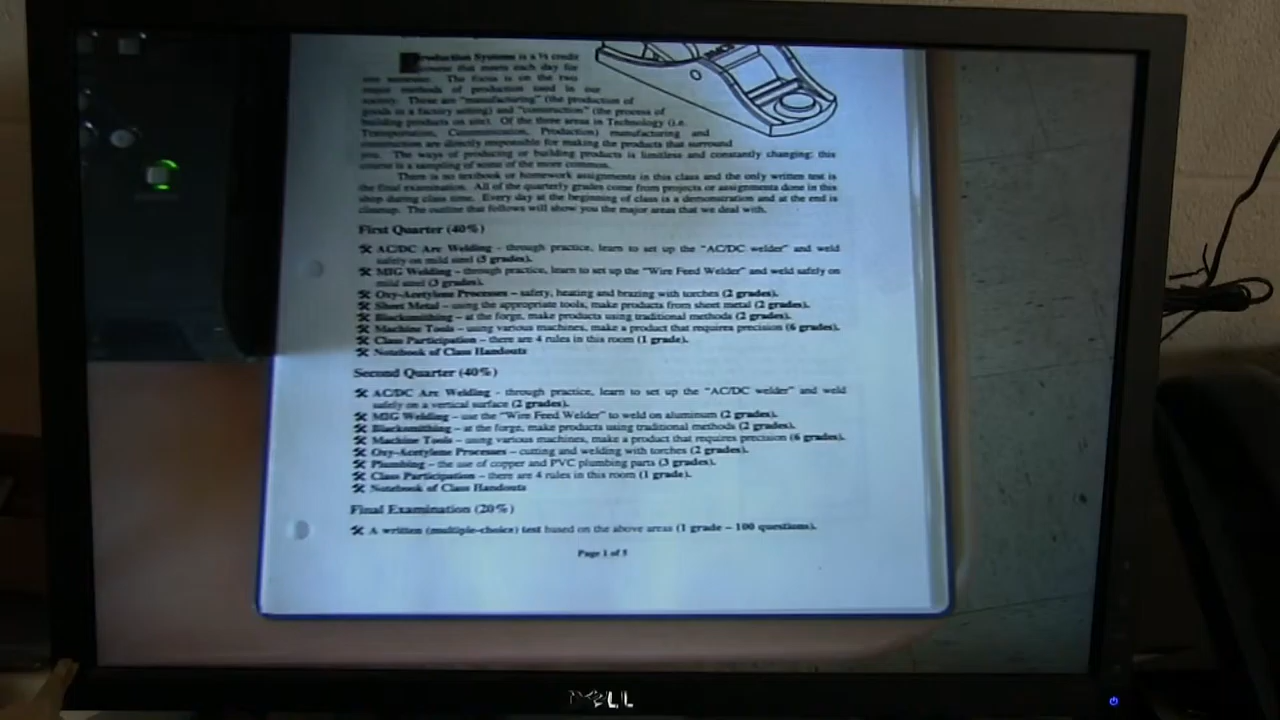 Production Systems is a ½ credit
course that meets each day for
one semester. The focus is on the two
major methods of production used in our
society. These are "manufacturing" (the production of
goods in a factory setting) and "construction" (the process of
building products on site). Of the three areas in Technology (i.e.
Transportation, Communication, Production) manufacturing and
construction are directly responsible for making the products that surround
you. The ways of producing or building products is limitless and constantly changing; this
course is a sampling of some of the more common.
There is no textbook or homework assignments in this class and the only written test is
the final examination. All of the quarterly grades come from projects or assignments done in this
shop during class time. Every day at the beginning of class is a demonstration and at the end is
cleanup. The outline that follows will show you the major areas that we deal with.
First Quarter (40%)
AC/DC Arc Welding - through practice, learn to set up the "AC/DC welder" and weld
safely on mild steel (3 grades).
MIG Welding – through practice, learn to set up the "Wire Feed Welder" and weld safely on
mild steel (3 grades).
Oxy-Acetylene Processes – safety, heating and brazing with torches (2 grades).
Sheet Metal – using the appropriate tools, make products from sheet metal (2 grades).
Blacksmithing – at the forge, make products using traditional methods (2 grades).
Machine Tools – using various machines, make a product that requires precision (6 grades).
Class Participation – there are 4 rules in this room (1 grade).
Notebook of Class Handouts
Second Quarter (40%)
AC/DC Arc Welding - through practice, learn to set up the "AC/DC welder" and weld
safely on a vertical surface (2 grades).
MIG Welding – use the "Wire Feed Welder" to weld on aluminum (2 grades).
Blacksmithing – at the forge, make products using traditional methods (2 grades).
Machine Tools – using various machines, make a product that requires precision (6 grades).
Oxy-Acetylene Processes – cutting and welding with torches (2 grades).
Plumbing – the use of copper and PVC plumbing parts (3 grades).
Class Participation – there are 4 rules in this room (1 grade).
Notebook of Class Handouts
Final Examination (20%)
A written (multiple-choice) test based on the above areas (1 grade – 100 questions).
Page 1 of 5
DELL